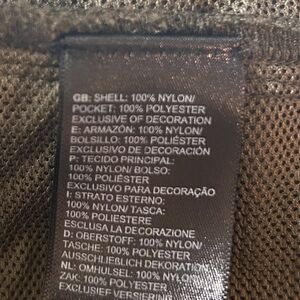 GB: SHELL: 100% NYLON/
POCKET: 100% POLYESTER
EXCLUSIVE OF DECORATION
E: ARMAZÓN: 100% NYLON/
BOLSILLO: 100% POLIÉSTER
EXCLUSIVO DE DECORACIÓN
P: TECIDO PRINCIPAL:
100% NYLON/ BOLSO:
100% POLIÉSTER
EXCLUSIVO PARA DECORAÇÃO
I: STRATO ESTERNO:
100% NYLON/ TASCA:
100% POLIESTERE
ESCLUSA LA DECORAZIONE
D: OBERSTOFF: 100% NYLON/
TASCHE: 100% POLYESTER
AUSSCHLIEBLICH DEKORATION
NL: OMHULSEL: 100% NYLON/
ZAK: 100% POLYESTER
EXCLUSIEF VERSIERING